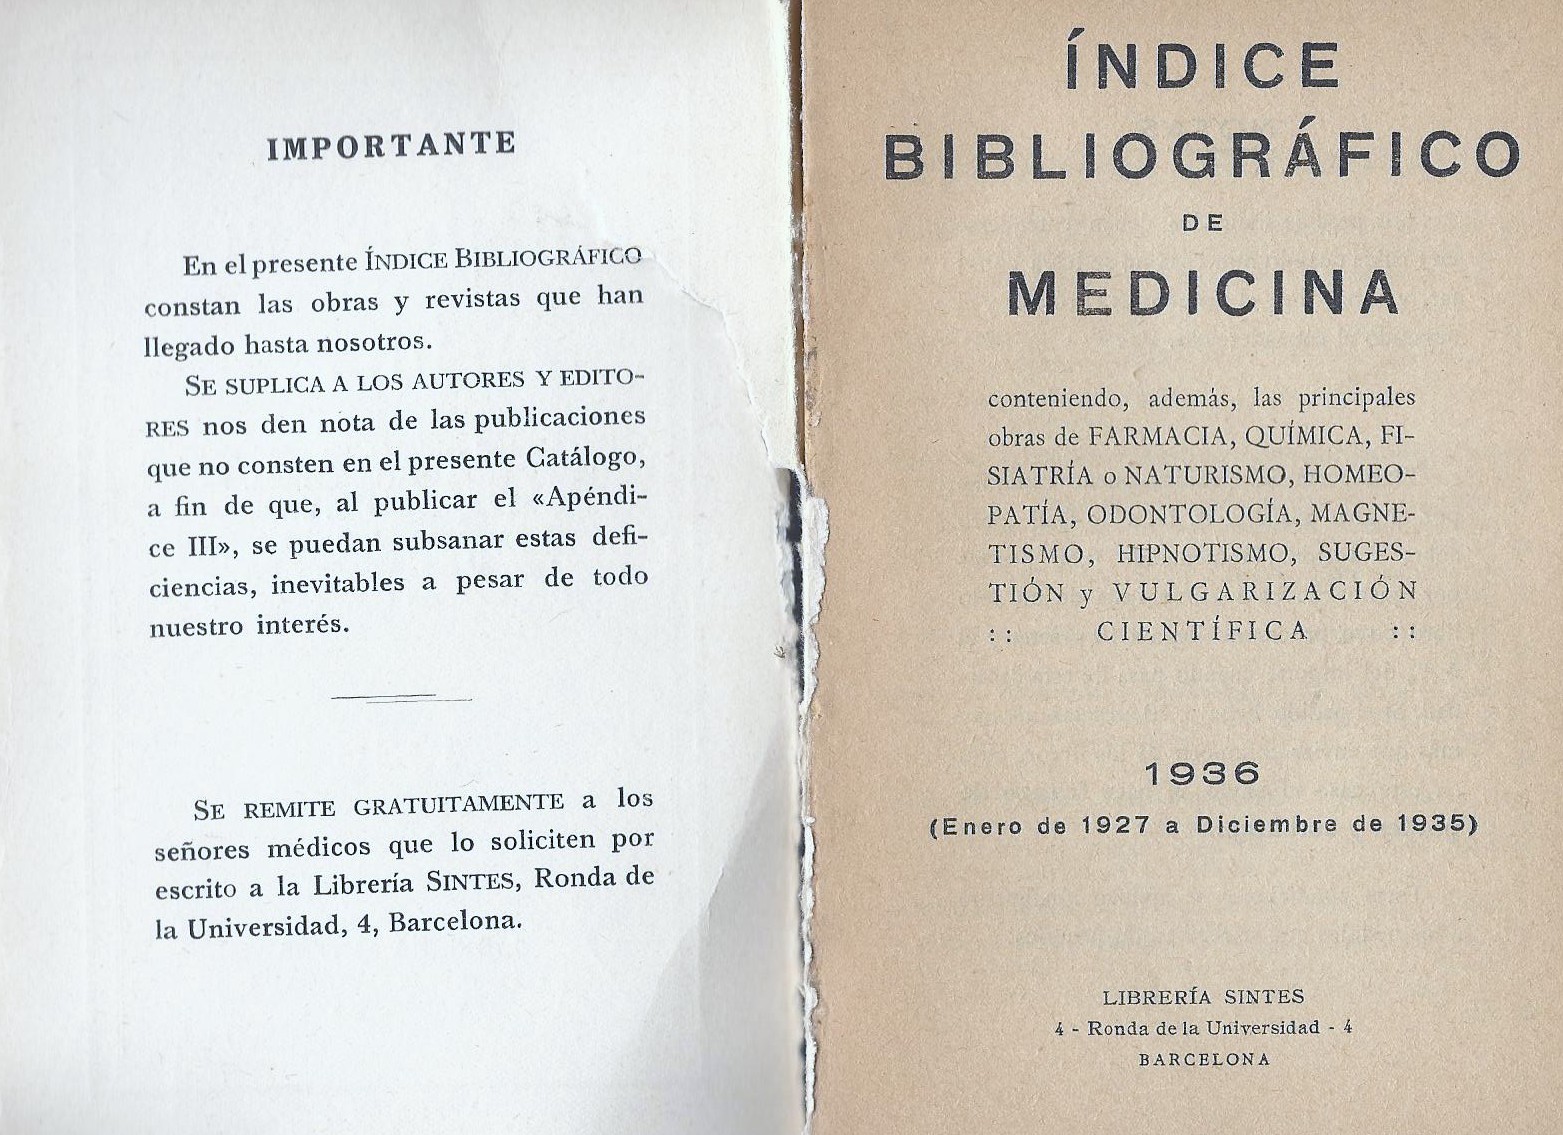 IMPORTANTE
En el presente ÍNDICE BIBLIOGRÁFICO
constan las obras y revistas que han
llegado hasta nosotros.
SE SUPLICA A LOS AUTORES Y EDITO-
RES nos den nota de las publicaciones
que no consten en el presente Catálogo,
a fin de que, al publicar el «Apéndi-
ce III», se puedan subsanar estas defi-
ciencias, inevitables a pesar de todo
nuestro interés.
SE REMITE GRATUITAMENTE a los
señores médicos que lo soliciten por
escrito a la Librería SINTES, Ronda de
la Universidad, 4, Barcelona.
ÍNDICE
BIBLIOGRÁFICO
DE
MEDICINA
conteniendo, además, las principales
obras de FARMACIA, QUÍMICA, FI-
SIATRÍA o NATURISMO, HOMEO-
PATÍA, ODONTOLOGÍA, MAGNE-
TISMO, HIPNOTISMO, SUGES-
TIÓN y VULGARIZACIÓN
:: CIENTÍFICA ::
1936
(Enero de 1927 a Diciembre de 1935)
LIBRERÍA SINTES
4 - Ronda de la Universidad - 4
BARCELONA